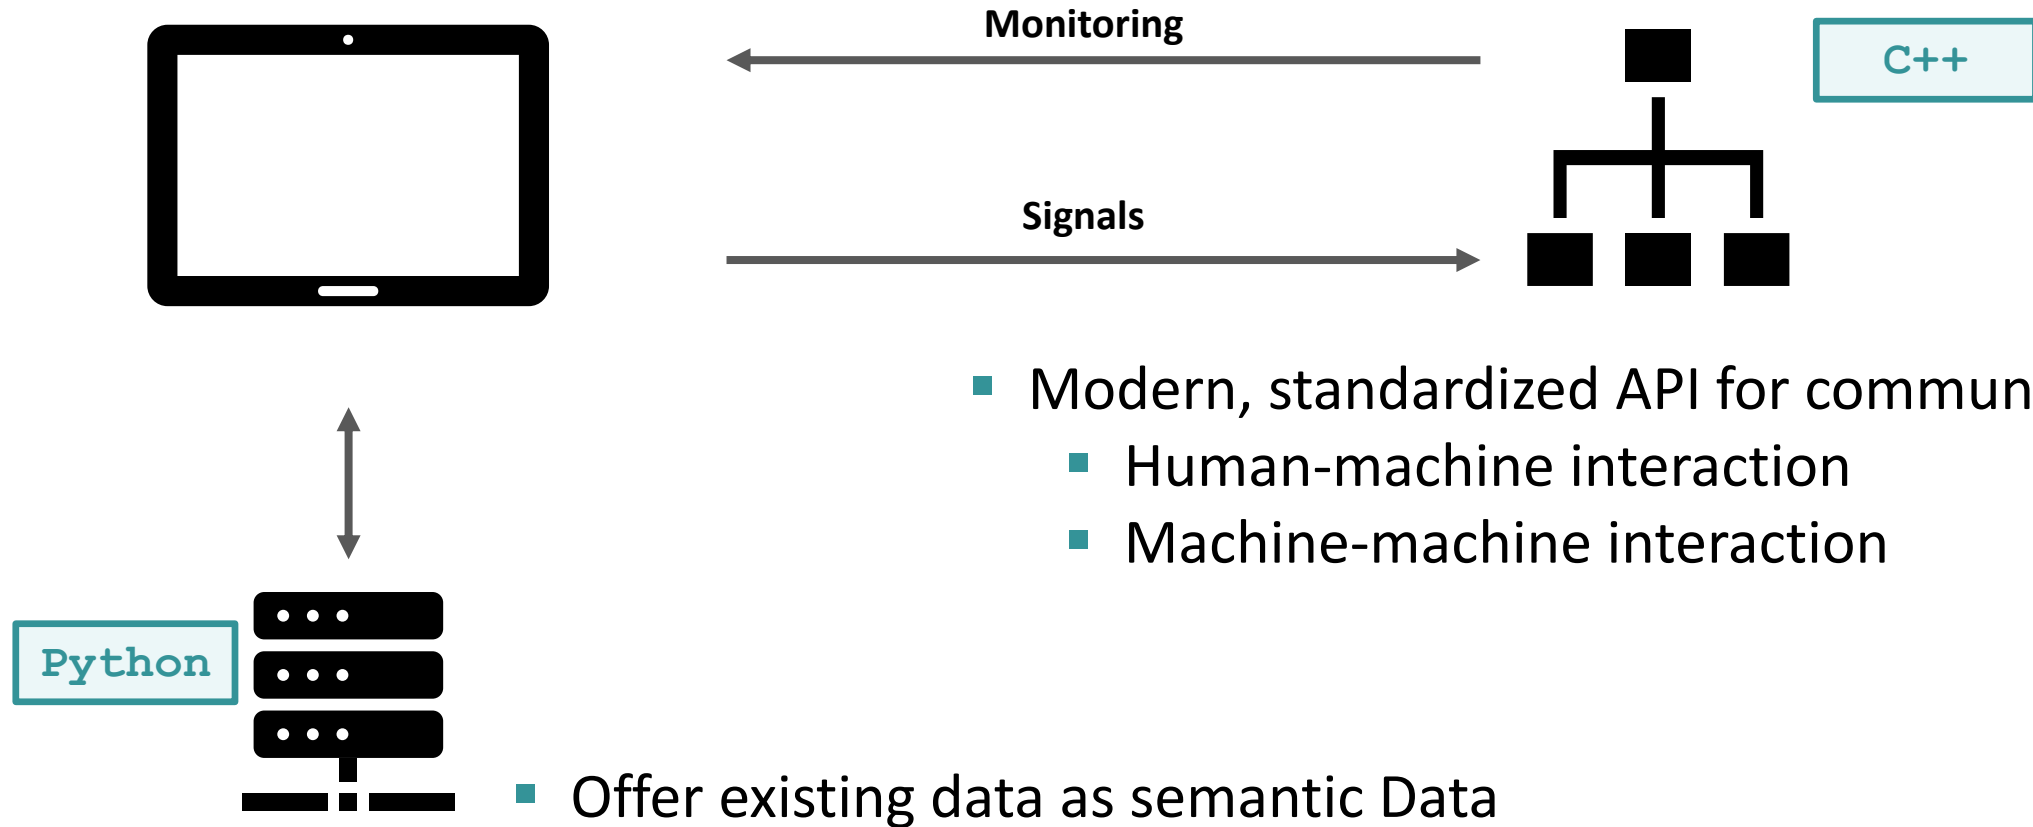 Monitoring
C++
Signals
Modern, standardized API for commun
Human-machine interaction
Machine-machine interaction
Python
Offer existing data as semantic Data